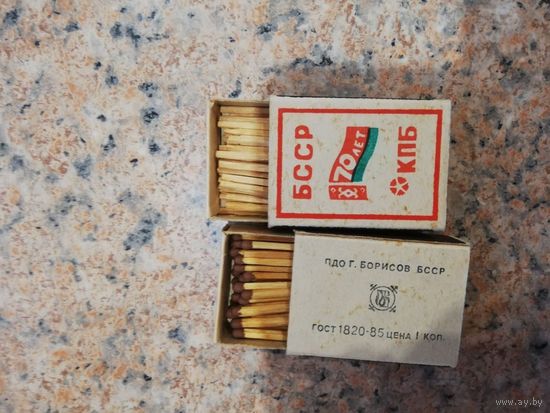 БССР
70 ЛЕТ
КПБ
ПДО Г. БОРИСОВ БССР
ГОСТ 1820-85 ЦЕНА 1 КОП.
www.ay.by